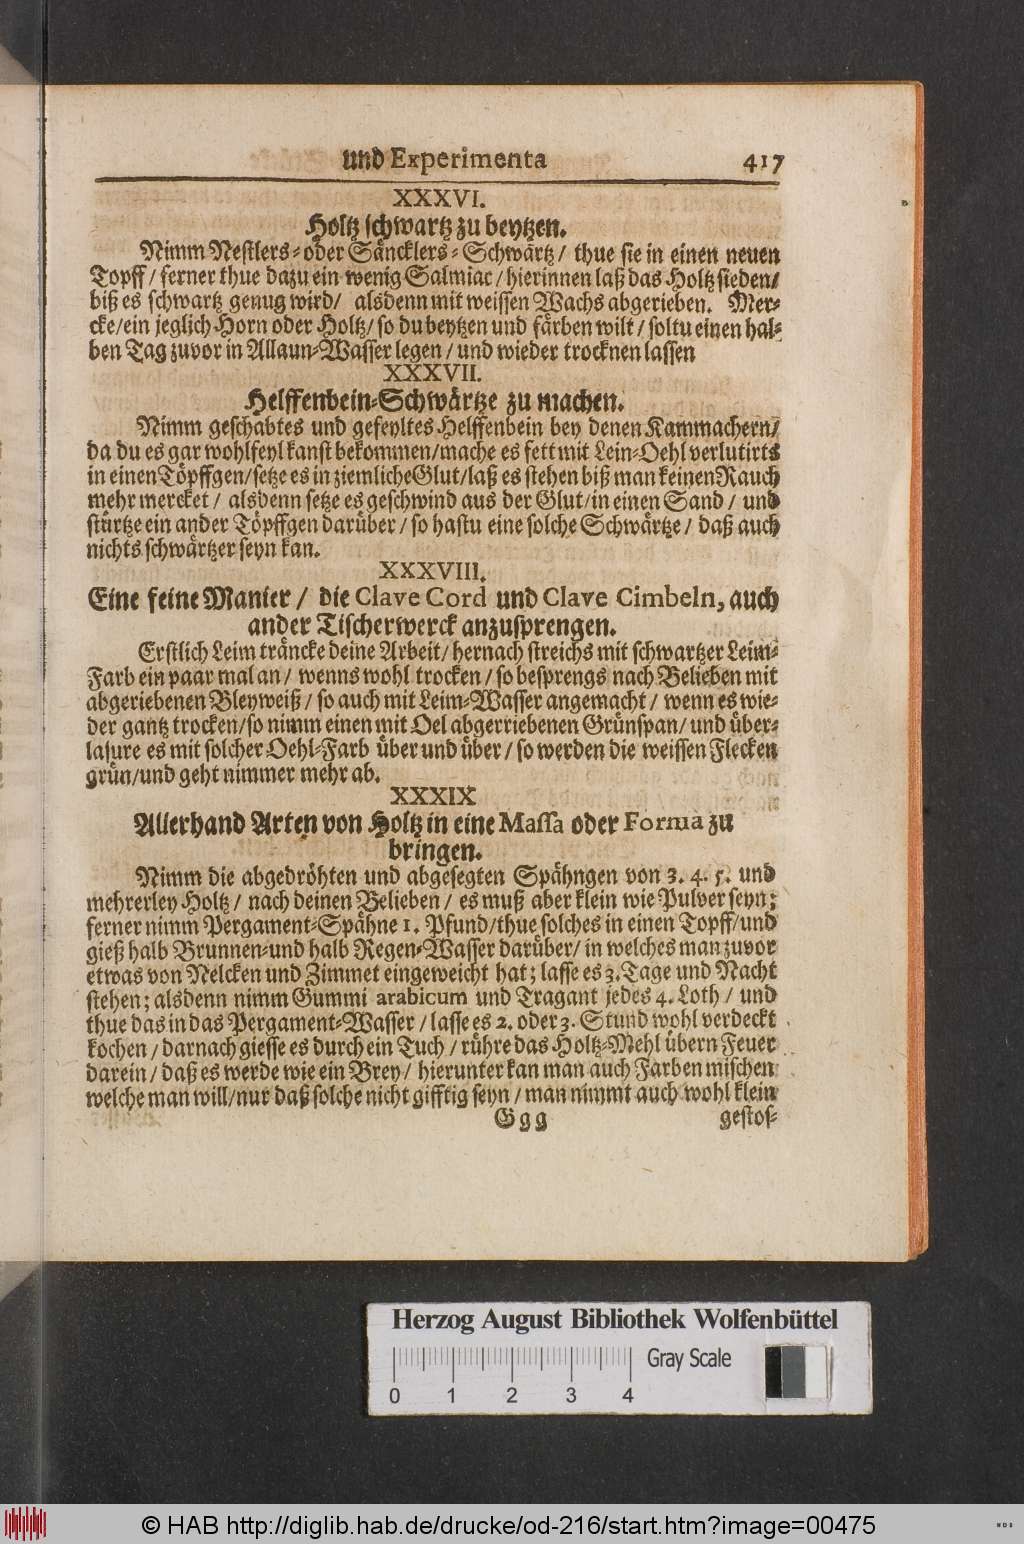 und Experimenta 417
XXXVI.
Holtz schwartz zu beytzen.
Nimm Nestlers- oder Säncklers-Schwärtz / thue sie in einen neuen
Topff / ferner thue dazu ein wenig Salmiac / hierinnen laß das Holtz sieden /
biß es schwartz genug wird / alsdenn mit weissen Wachs abgerieben. Mer-
cke / ein jeglich Horn oder Holtz / so du beytzen und färben wilt / soltu einen hal-
ben Tag zuvor in Allaun-Wasser legen / und wieder trocknen lassen
XXXVII.
Helffenbein-Schwärtze zu machen.
Nimm geschabtes und gefeyltes Helffenbein bey denen Kammachern /
da du es gar wohlfeyl kanst bekommen / mache es fett mit Lein-Oehl verlutirts
in einen Töpffgen / setze es in ziemliche Glut / laß es stehen biß man keinen Rauch
mehr mercket / alsdenn setze es geschwind aus der Glut / in einen Sand / und
stürtze ein ander Töpffgen darüber / so hastu eine solche Schwärtze / daß auch
nichts schwärtzer seyn kan.
XXXVIII.
Eine feine Manier / die Clave Cord und Clave Cimbeln, auch
ander Tischerwerck anzusprengen.
Erstlich Leim träncke deine Arbeit / hernach streichs mit schwartzer Leim-
Farb ein paar mal an / wenns wohl trocken / so besprengs nach Belieben mit
abgeriebenen Bleyweiß / so auch mit Leim-Wasser angemacht / wenn es wie-
der gantz trocken / so nimm einen mit Oel abgerriebenen Grünspan / und über-
lasure es mit solcher Oehl-Farb über und über / so werden die weissen Flecken
grün / und geht nimmer mehr ab.
XXXIX
Allerhand Arten von Holtz in eine Massa oder Forma zu
bringen.
Nimm die abgedröhten und abgesegten Spähngen von 3. 4. 5. und
mehrerley Holtz / nach deinen Belieben / es muß aber klein wie Pulver seyn;
ferner nimm Pergament-Spähne 1. Pfund / thue solches in einen Topff / und
gieß halb Brunnen- und halb Regen-Wasser darüber / in welches man zuvor
etwas von Nelcken und Zimmet eingeweicht hat; lasse es 3. Tage und Nacht
stehen; alsdenn nimm Gummi arabicum und Tragant jedes 4. Loth / und
thue das in das Pergament-Wasser / lasse es 2. oder 3. Stund wohl verdeckt
kochen / darnach giesse es durch ein Tuch / rühre das Holtz-Mehl übern Feuer
darein / daß es werde wie ein Brey / hierunter kan man auch Farben mischen
welche man will / nur daß solche nicht gifftig seyn / man nimmt auch wohl klein
Ggg gestos-
Herzog August Bibliothek Wolfenbüttel
Gray Scale
0 1 2 3 4
© HAB http://diglib.hab.de/drucke/od-216/start.htm?image=00475